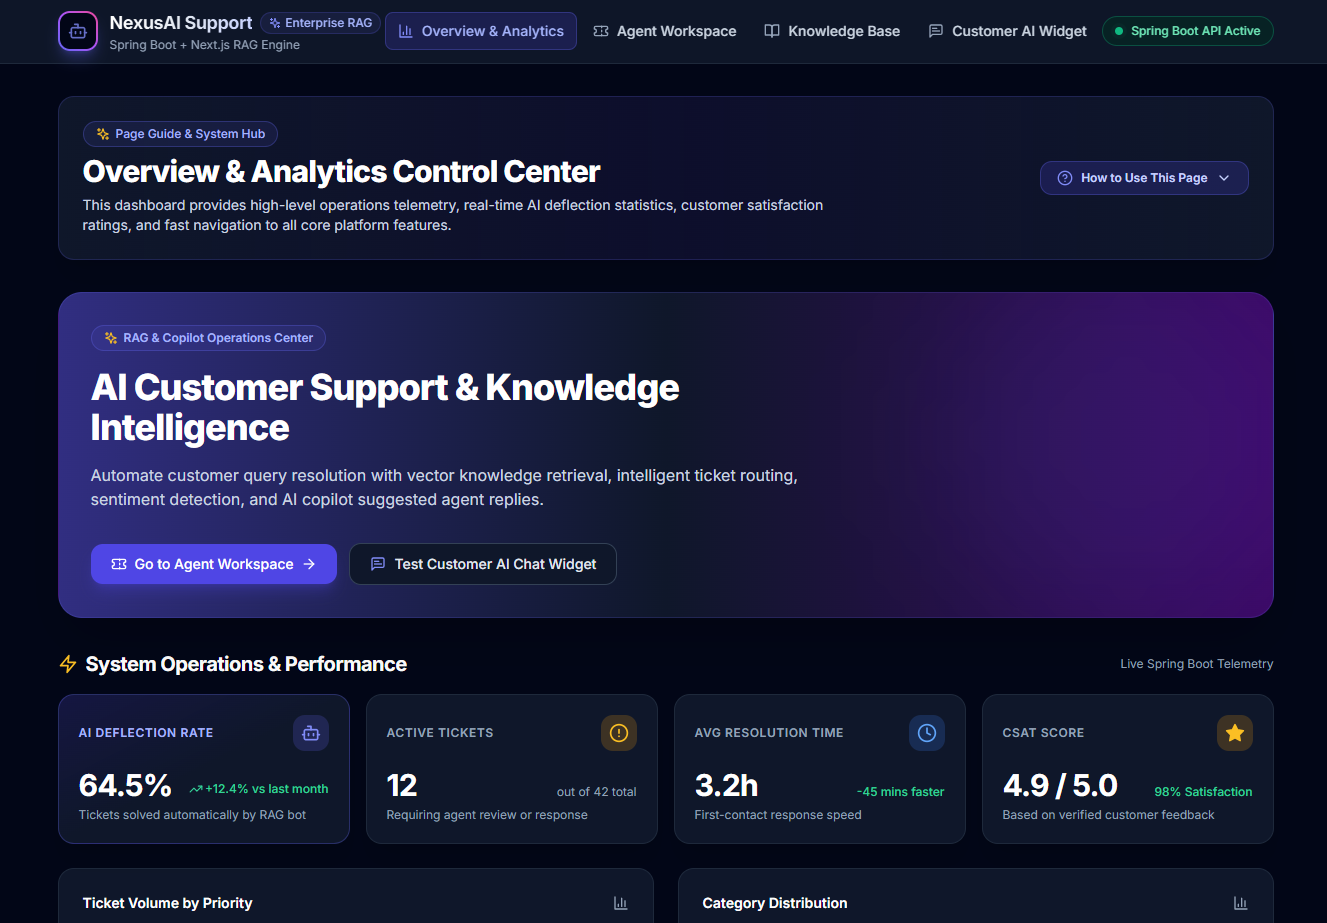 NexusAI Support
Enterprise RAG
Spring Boot + Next.js RAG Engine
Overview & Analytics
Agent Workspace
Knowledge Base
Customer AI Widget
Spring Boot API Active
Page Guide & System Hub
Overview & Analytics Control Center
This dashboard provides high-level operations telemetry, real-time AI deflection statistics, customer satisfaction
ratings, and fast navigation to all core platform features.
How to Use This Page
RAG & Copilot Operations Center
AI Customer Support & Knowledge
Intelligence
Automate customer query resolution with vector knowledge retrieval, intelligent ticket routing,
sentiment detection, and AI copilot suggested agent replies.
Go to Agent Workspace
Test Customer AI Chat Widget
System Operations & Performance
Live Spring Boot Telemetry
AI DEFLECTION RATE
64.5%
+12.4% vs last month
Tickets solved automatically by RAG bot
ACTIVE TICKETS
12
out of 42 total
Requiring agent review or response
AVG RESOLUTION TIME
3.2h
-45 mins faster
First-contact response speed
CSAT SCORE
4.9 / 5.0
98% Satisfaction
Based on verified customer feedback
Ticket Volume by Priority
Category Distribution